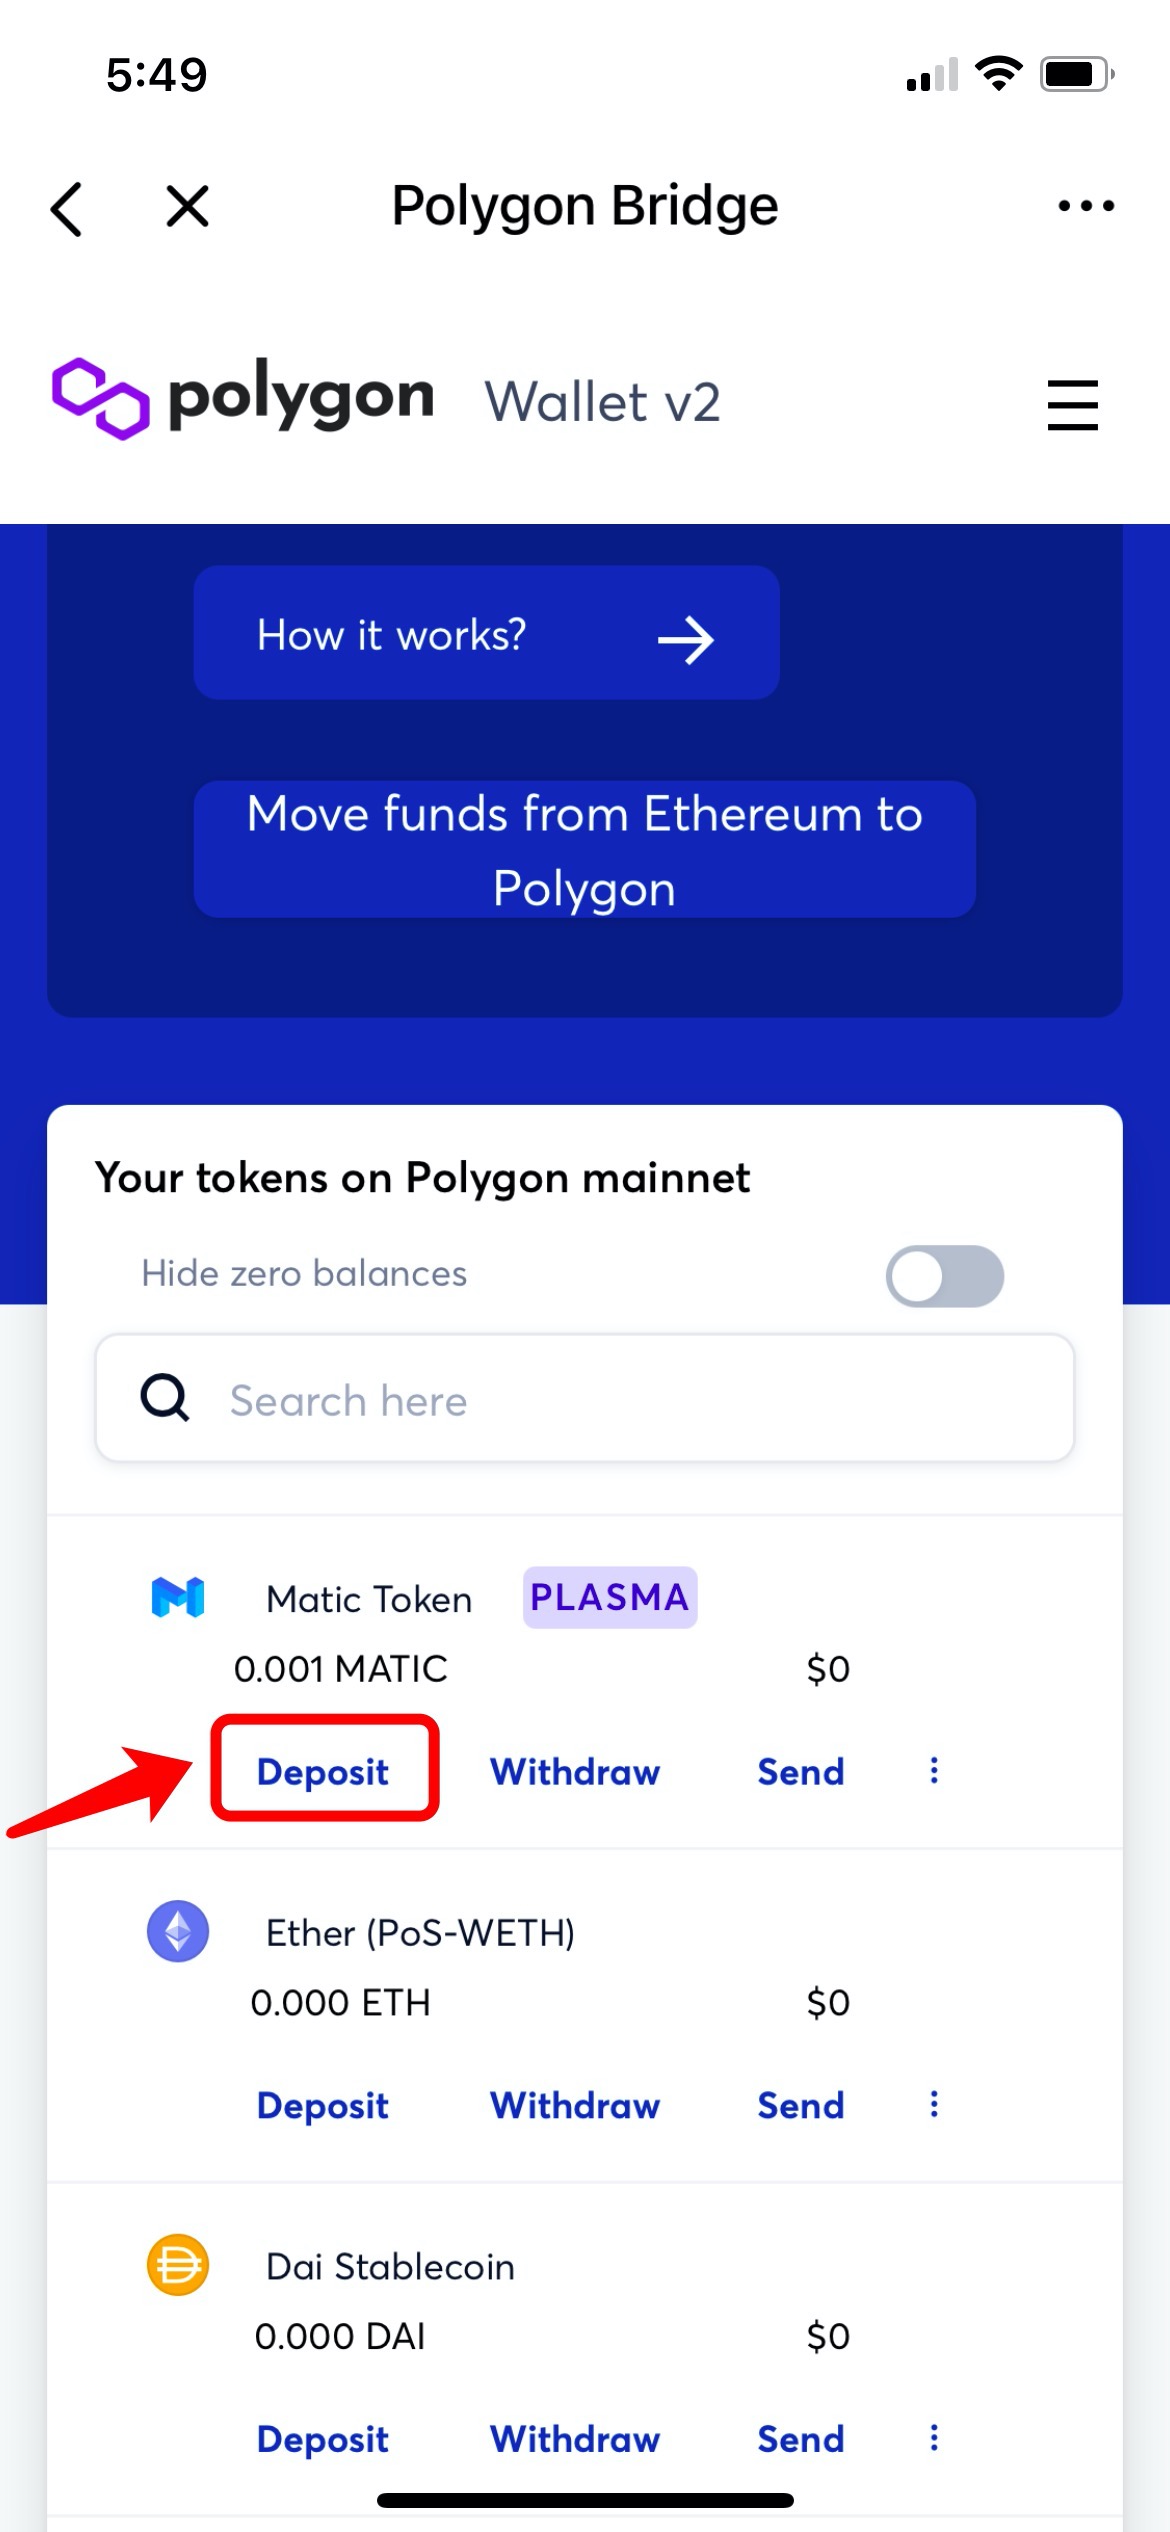 5:49
Polygon Bridge
polygon Wallet v2
How it works?
Move funds from Ethereum to
Polygon
Your tokens on Polygon mainnet
Hide zero balances
Search here
Matic Token PLASMA
0.001 MATIC $0
Deposit Withdraw Send
Ether (PoS-WETH)
0.000 ETH $0
Deposit Withdraw Send
Dai Stablecoin
0.000 DAI $0
Deposit Withdraw Send